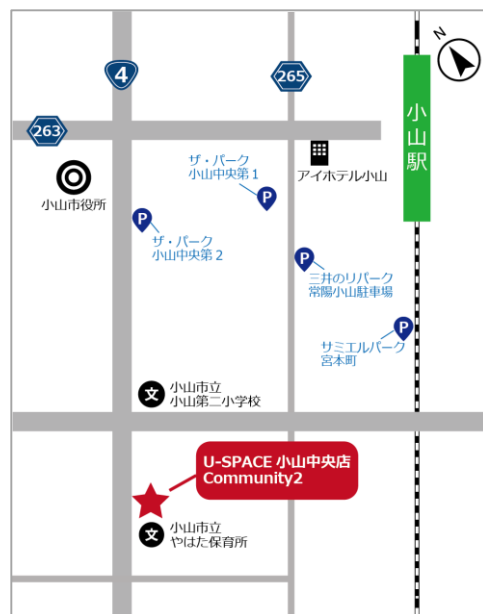 N
4
265
263
小山駅
小山市役所
アイホテル小山
ザ・パーク
小山中央第1
P
P
ザ・パーク
小山中央第2
P
三井のリパーク
常陽小山駐車場
P
サミエルパーク
宮本町
文
小山市立
小山第二小学校
U-SPACE 小山中央店
Community2
文
小山市立
やはた保育所